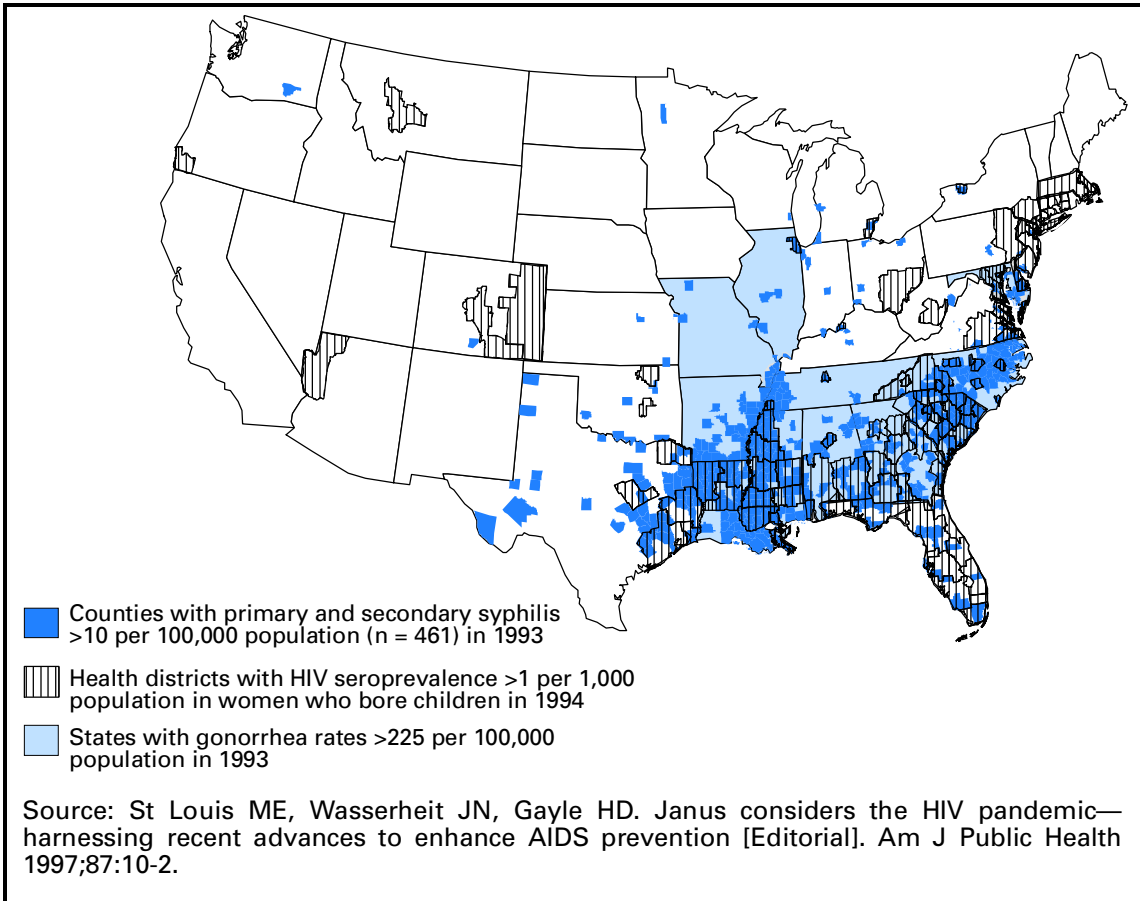 Counties with primary and secondary syphilis
>10 per 100,000 population (n = 461) in 1993
Health districts with HIV seroprevalence >1 per 1,000
population in women who bore children in 1994
States with gonorrhea rates >225 per 100,000
population in 1993
Source: St Louis ME, Wasserheit JN, Gayle HD. Janus considers the HIV pandemic—
harnessing recent advances to enhance AIDS prevention [Editorial]. Am J Public Health
1997;87:10-2.